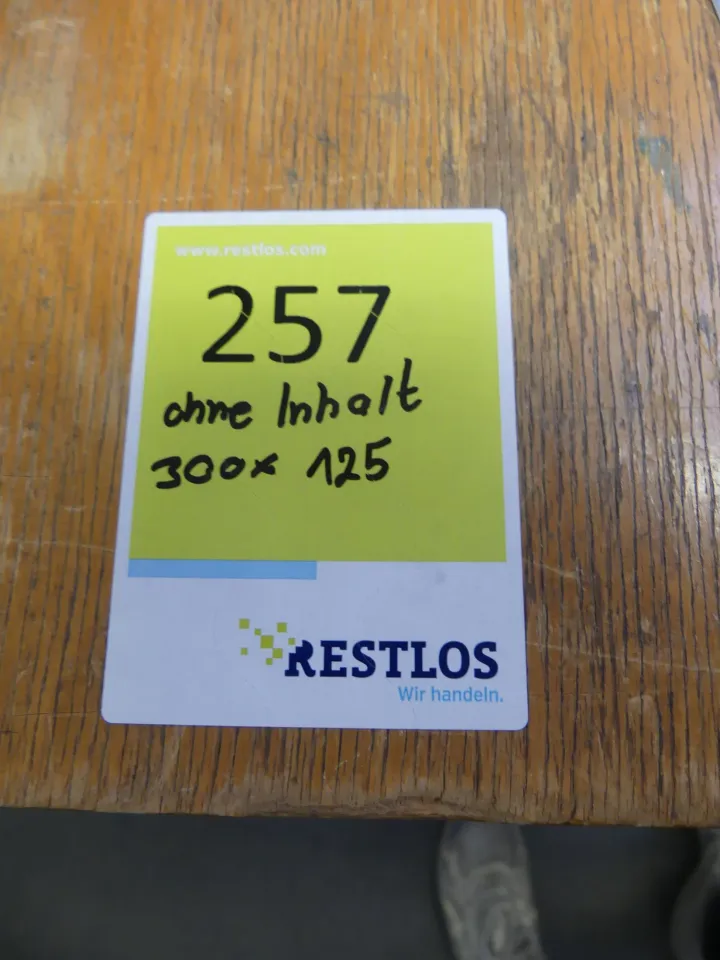 www.restlos.com
257
ohne Inhalt
300x 125
RESTLOS
Wir handeln.